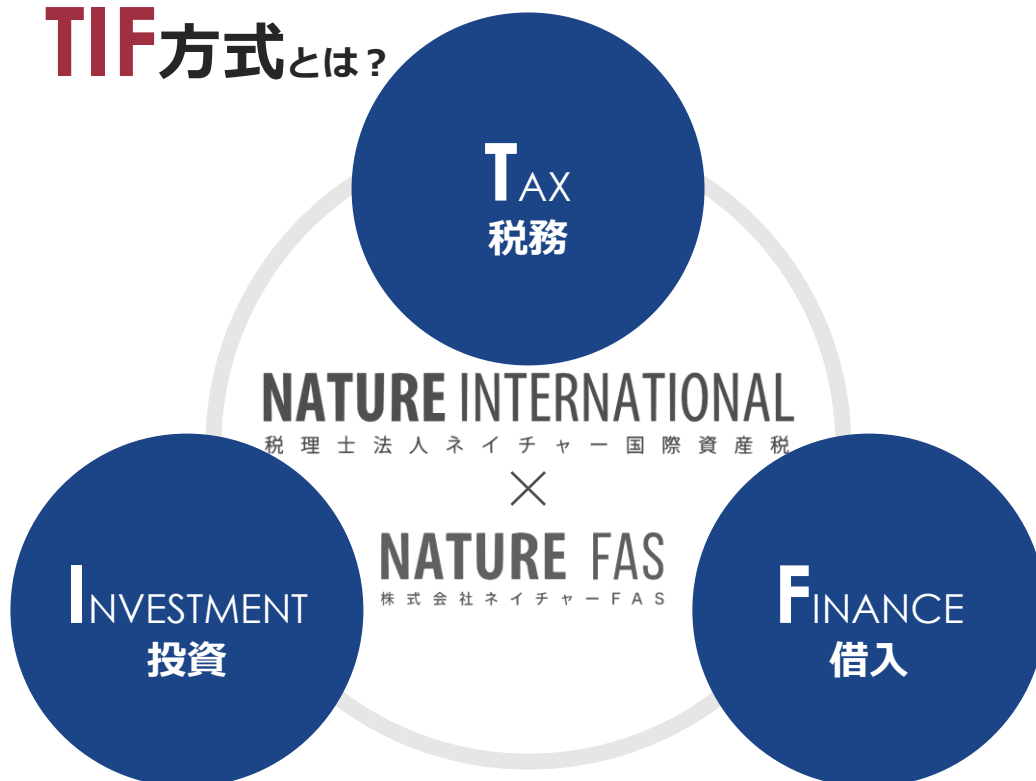 TIF方式とは？
TAX
税務
NATURE INTERNATIONAL
税理士法人ネイチャー国際資産税
×
NATURE FAS
株式会社ネイチャーFAS
INVESTMENT
投資
FINANCE
借入